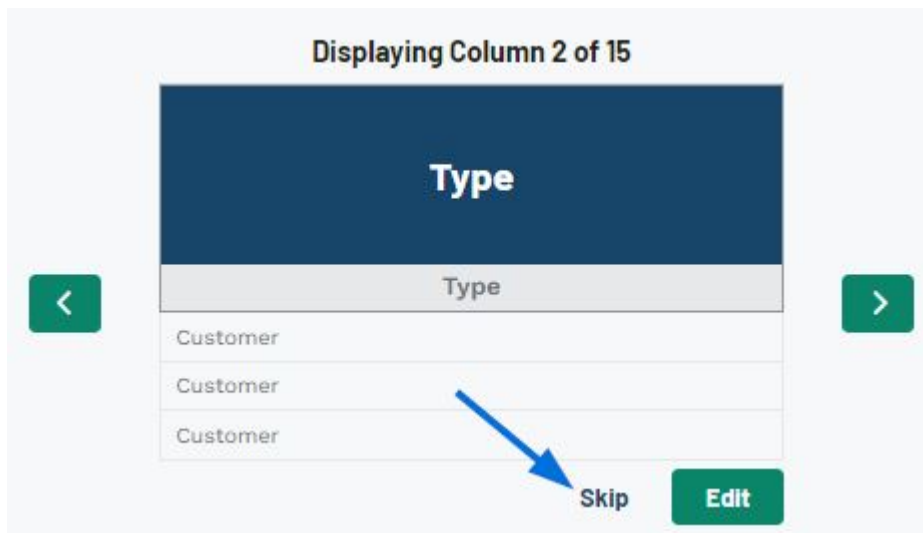 Displaying Column 2 of 15
Type
Type
Customer
Customer
Customer
Skip Edit